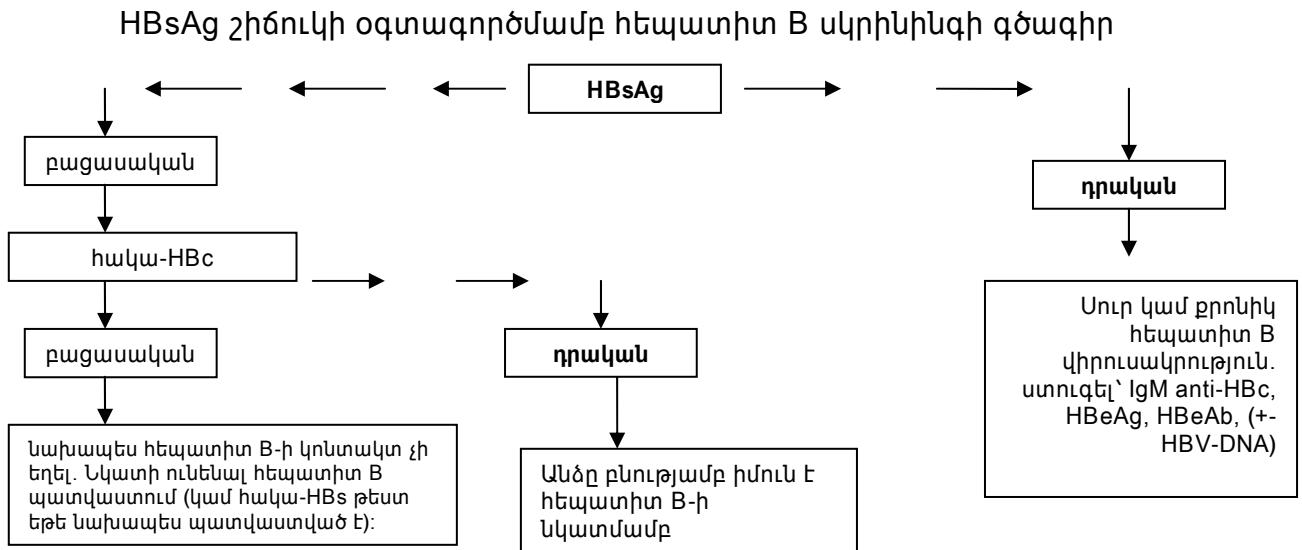 HBsAg շիճուկի օգտագործմամբ հեպատիտ B սկրինինգի գծագիր
HBsAg
բացասական
դրական
հակա-HBc
բացասական
դրական
Սուր կամ քրոնիկ
հեպատիտ B
վիրուսակրություն.
ստուգել՝ IgM anti-HBc,
HBeAg, HBeAb, (+-
HBV-DNA)
նախապես հեպատիտ B-ի կոնտակտ չի
եղել. Նկատի ունենալ հեպատիտ B
պատվաստում (կամ հակա-HBs թեստ
եթե նախապես պատվաստված է):
Անձը բնությամբ իմուն է
հեպատիտ B-ի
նկատմամբ